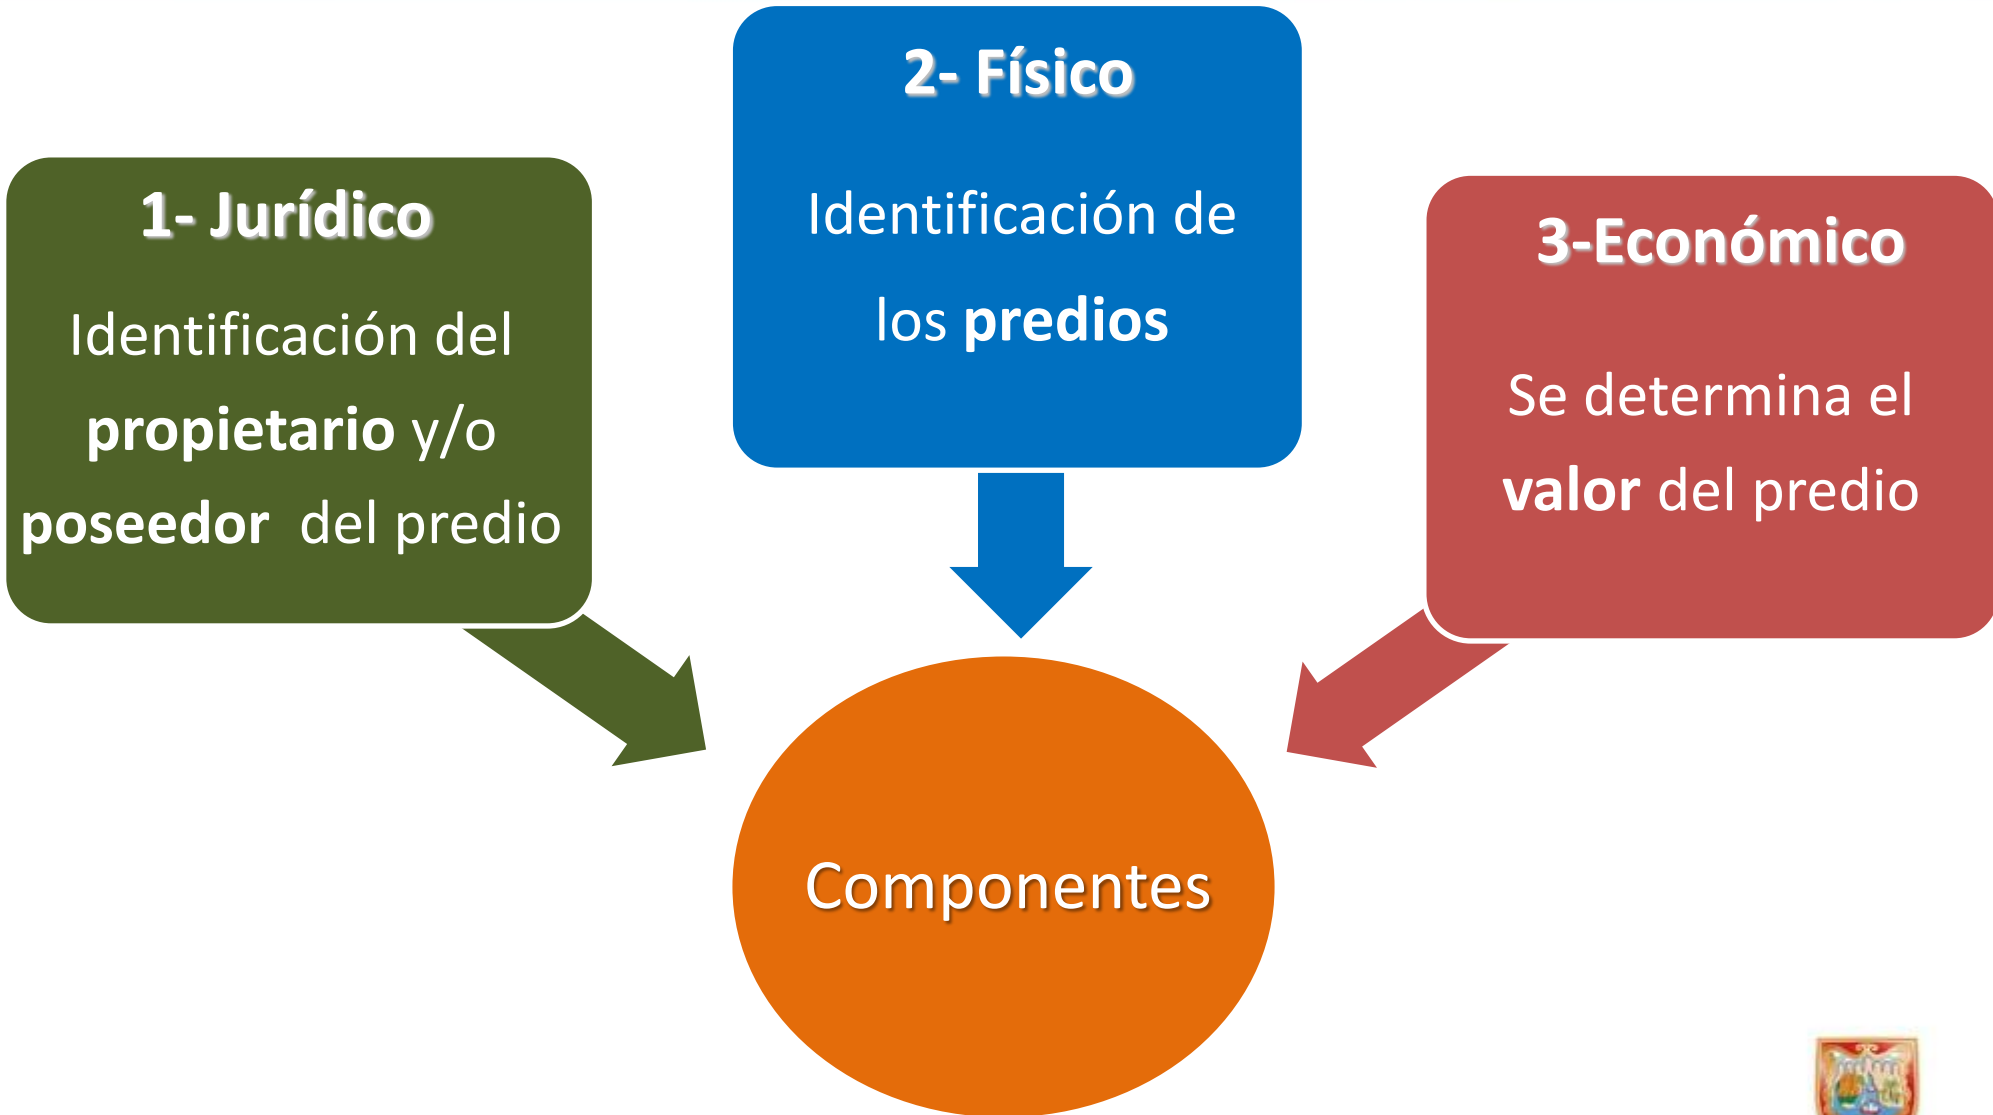 1- Jurídico
Identificación del
propietario y/o
poseedor del predio
2- Físico
Identificación de
los predios
3-Económico
Se determina el
valor del predio
Componentes